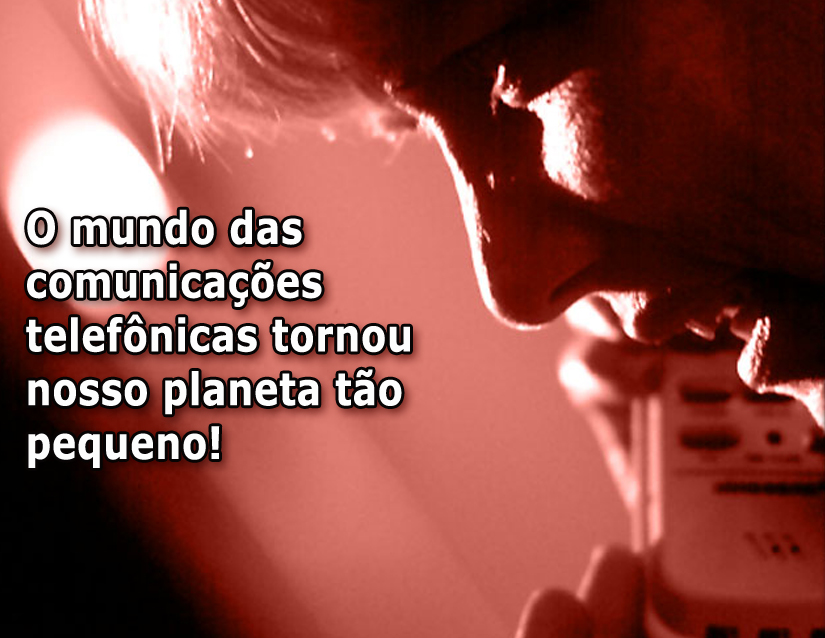 O mundo das
comunicações
telefônicas tornou
nosso planeta tão
pequeno!